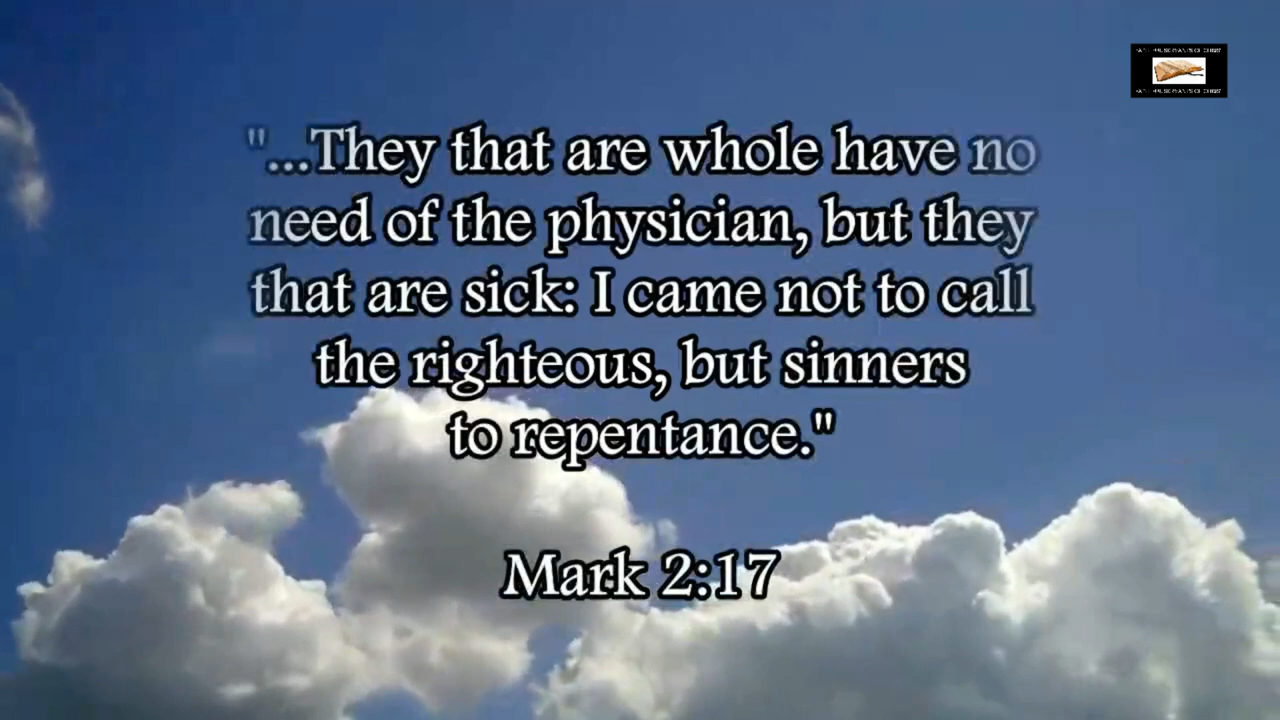 "...They that are whole have no
need of the physician, but they
that are sick: I came not to call
the righteous, but sinners
to repentance."
Mark 2:17